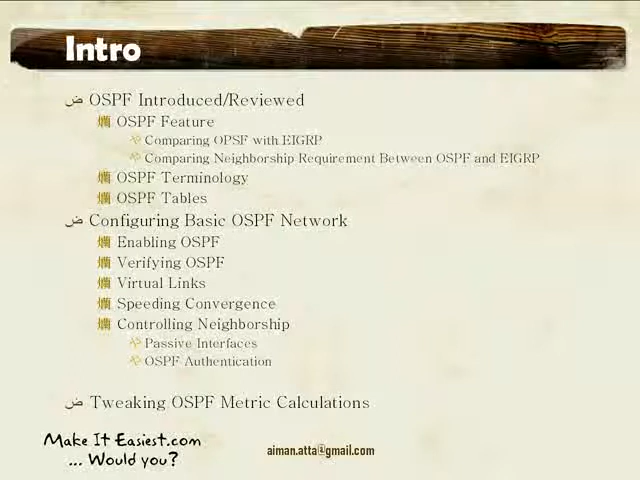 Intro
ض OSPF Introduced/Reviewed
OSPF Feature
Comparing OPSF with EIGRP
Comparing Neighborship Requirement Between OSPF and EIGRP
OSPF Terminology
OSPF Tables
ض Configuring Basic OSPF Network
Enabling OSPF
Verifying OSPF
Virtual Links
Speeding Convergence
Controlling Neighborship
Passive Interfaces
OSPF Authentication
ض Tweaking OSPF Metric Calculations
Make It Easiest.com
... Would you?
aiman.atta@gmail.com